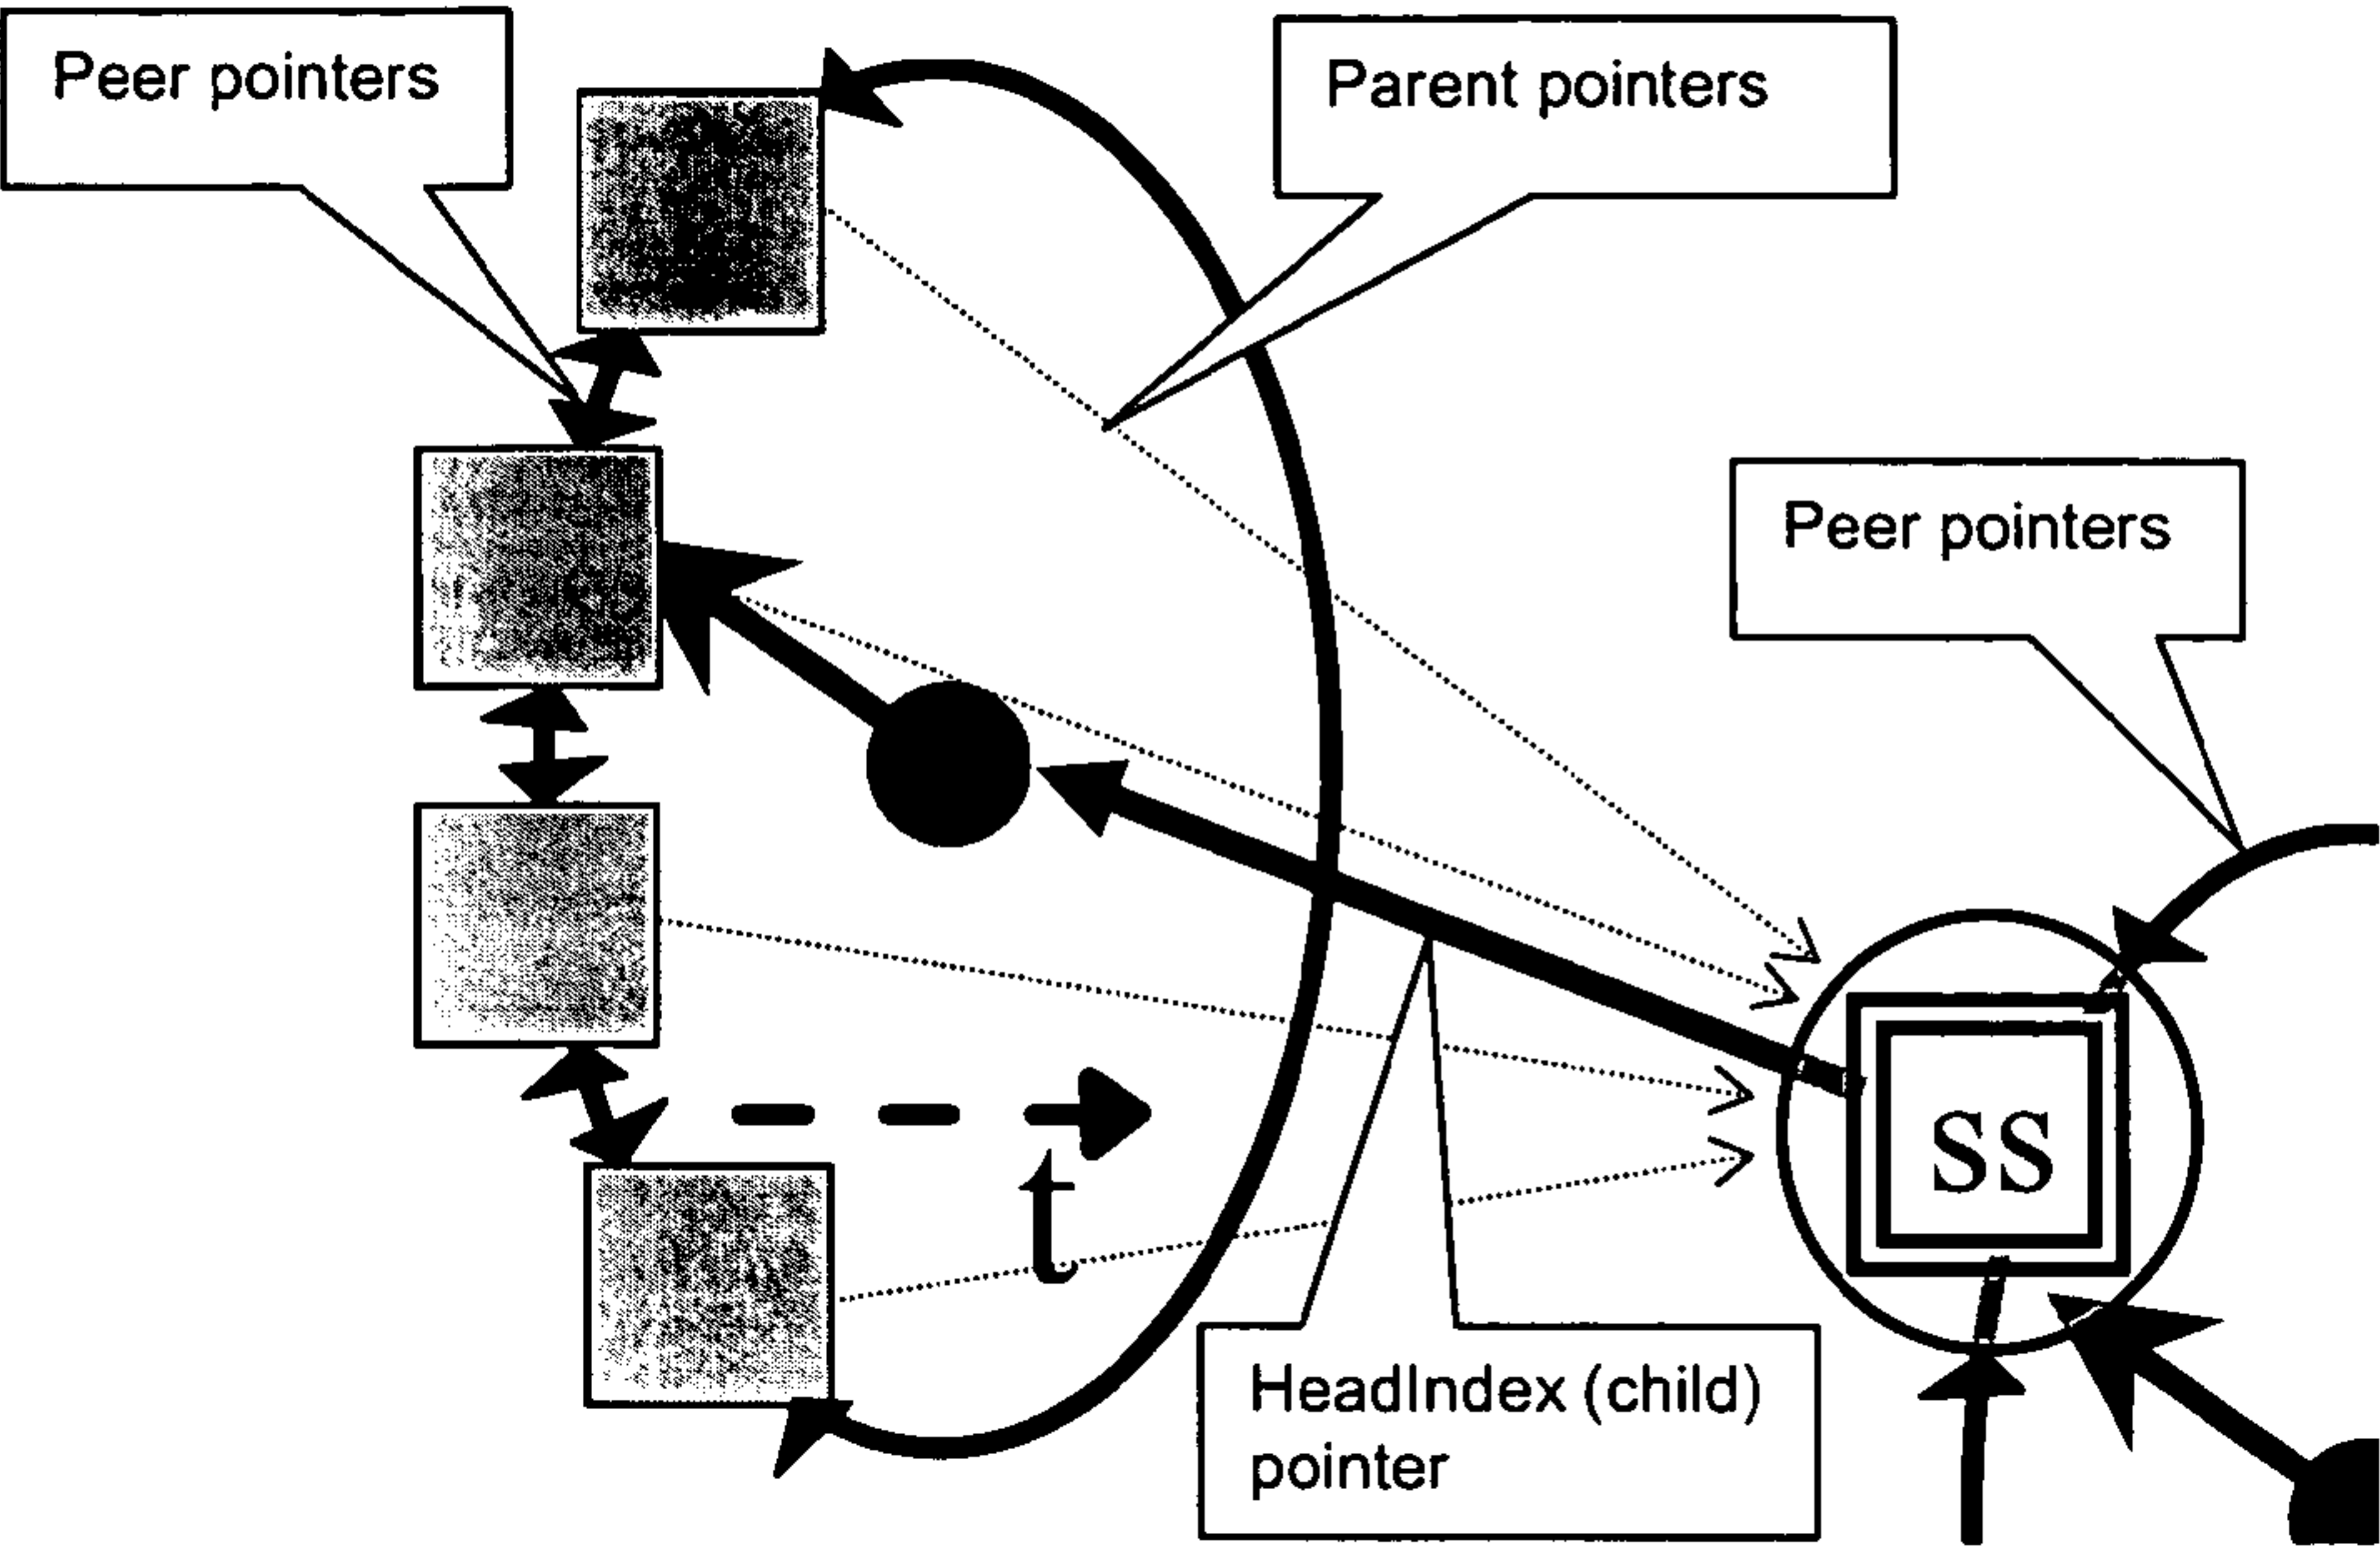 Peer pointers
Parent pointers
Peer pointers
t
SS
HeadIndex (child)
pointer